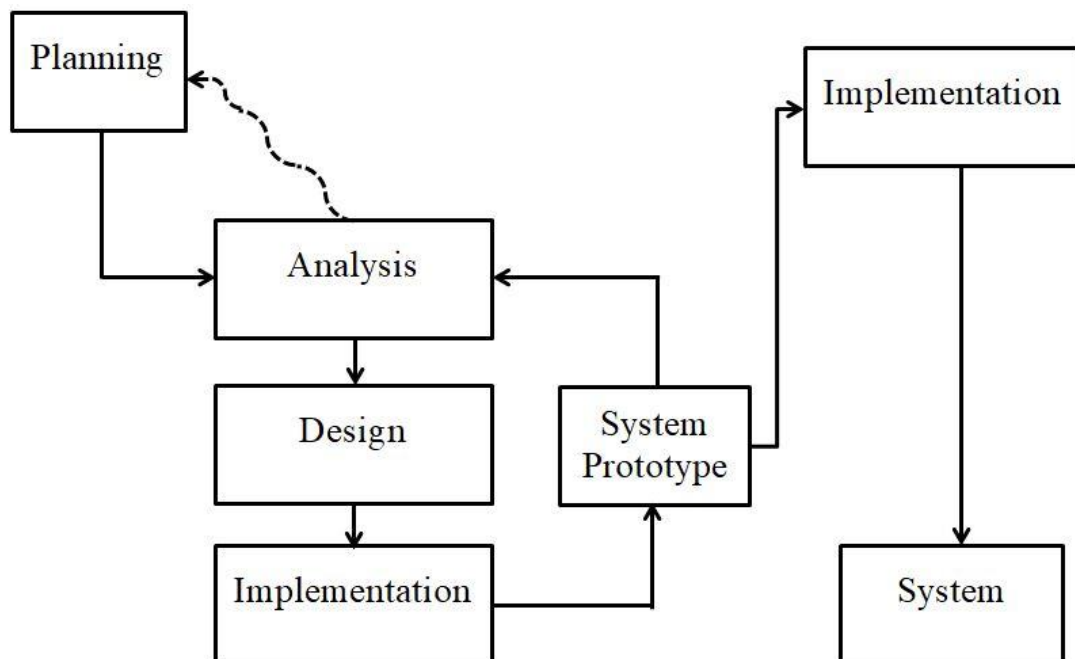 Planning
Implementation
Analysis
Design
System
Prototype
Implementation
System